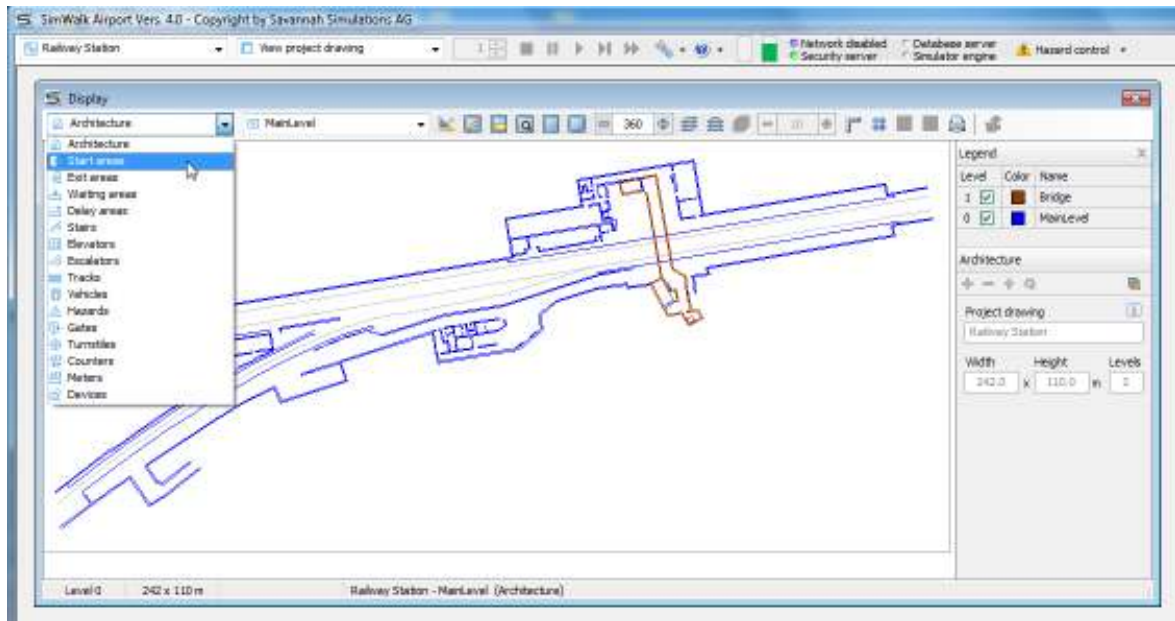 SimWalk Airport Vers. 4.0 - Copyright by Savannah Simulations AG
Railway Station
View project drawing
1
Network disabled
Security server
Database server
Simulator engine
Hazard control
Display
Architecture
MainLevel
360
10
Architecture
Start areas
Exit areas
Waiting areas
Delay areas
Stairs
Elevators
Escalators
Tracks
Vehicles
Hazards
Gates
Turnstiles
Counters
Meters
Devices
Legend
Level Color Name
1 Bridge
0 MainLevel
Architecture
Project drawing
Railway Station
Width Height Levels
242.0 x 110.0 m 2
Level 0 242 x 110 m Railway Station - MainLevel (Architecture)